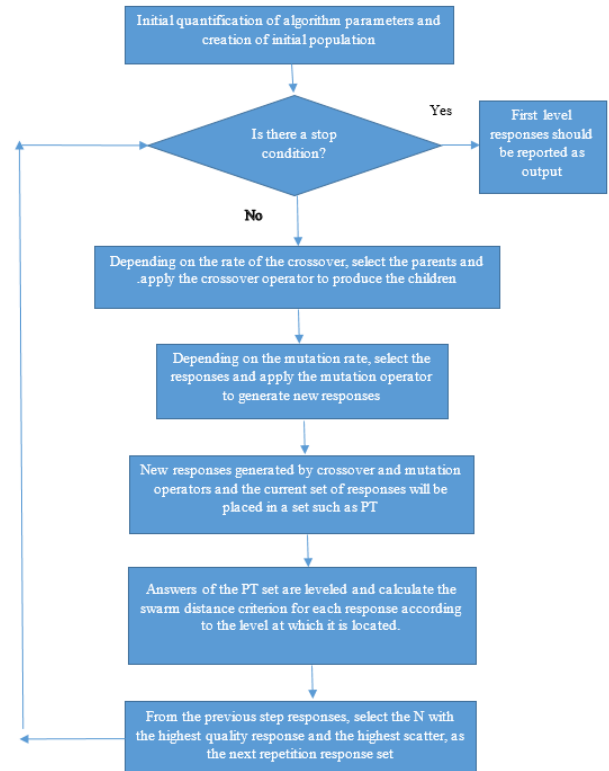 Initial quantification of algorithm parameters and
creation of initial population
Is there a stop
condition?
Yes
First level
responses should
be reported as
output
No
Depending on the rate of the crossover, select the parents and
.apply the crossover operator to produce the children
Depending on the mutation rate, select the
responses and apply the mutation operator
to generate new responses
New responses generated by crossover and mutation
operators and the current set of responses will be
placed in a set such as PT
Answers of the PT set are leveled and calculate the
swarm distance criterion for each response according
to the level at which it is located.
From the previous step responses, select the N with
the highest quality response and the highest scatter, as
the next repetition response set